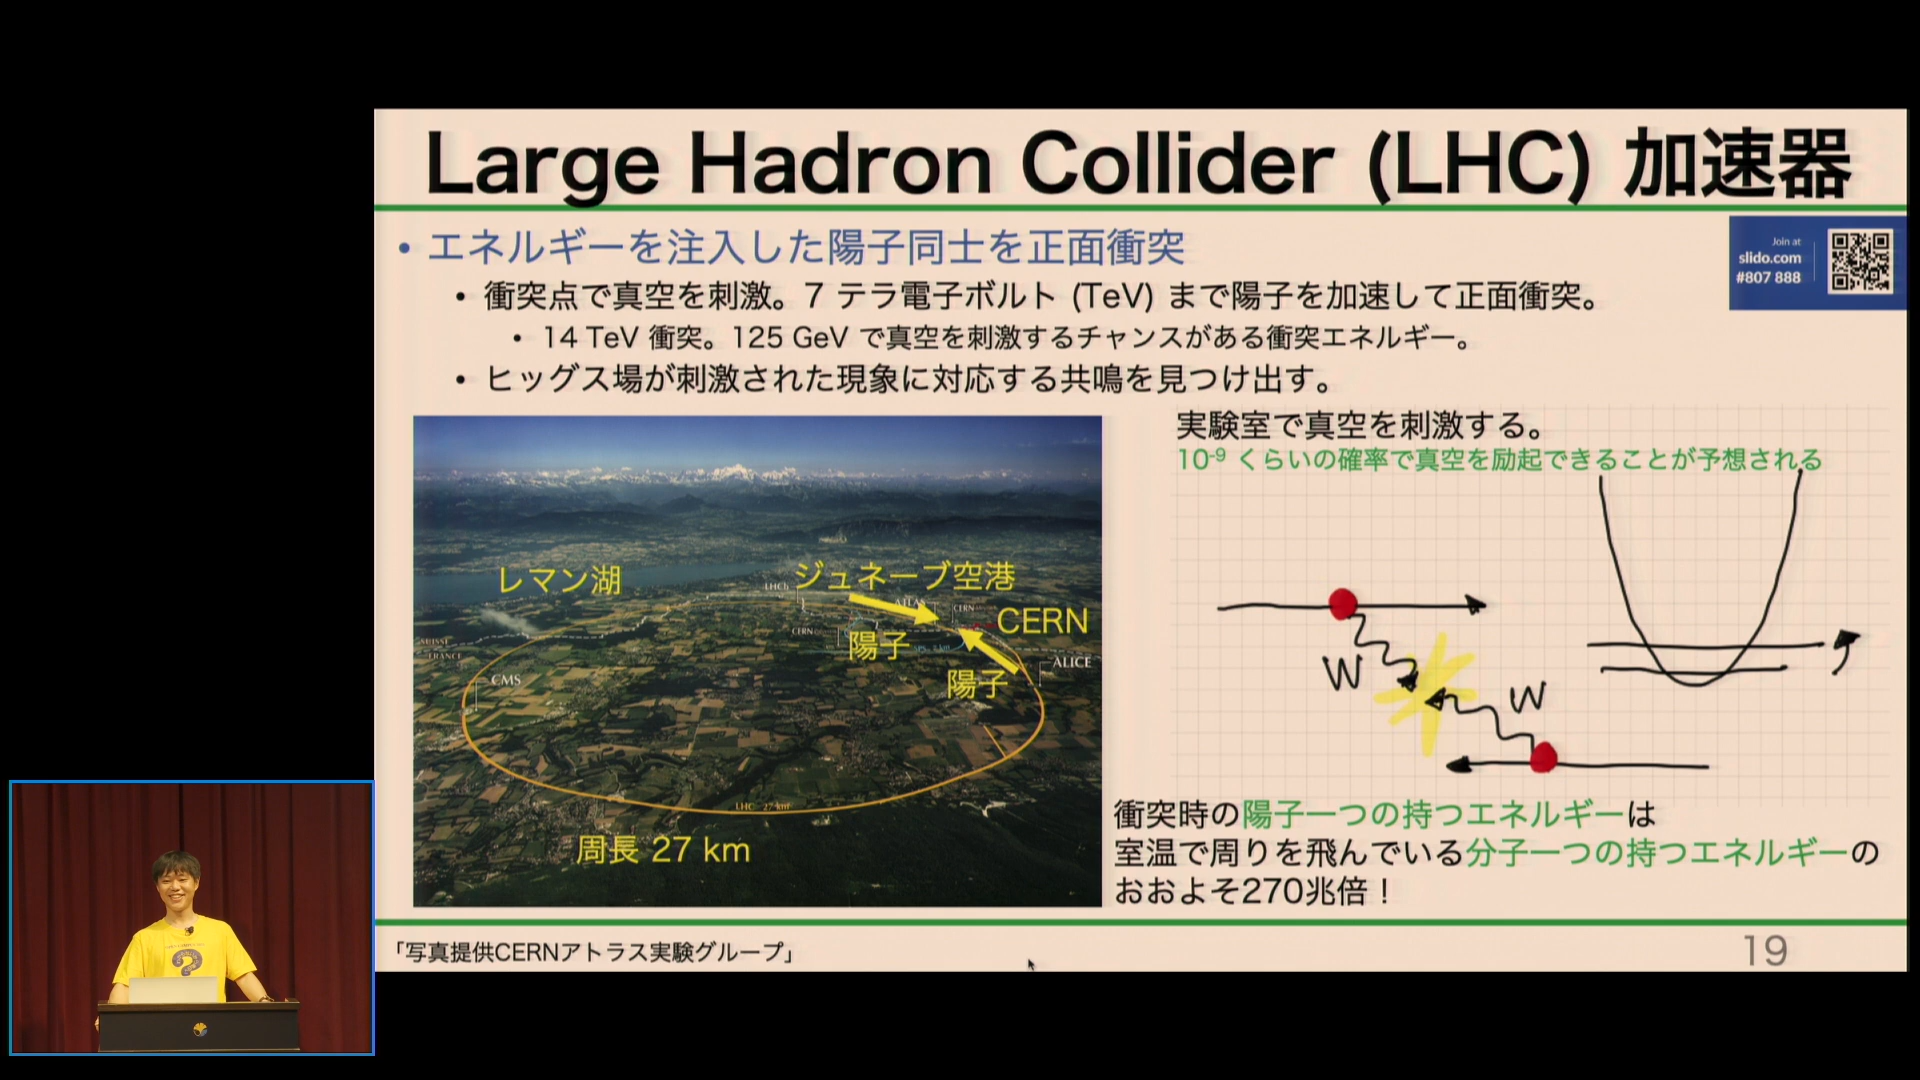 Large Hadron Collider (LHC) 加速器
• エネルギーを注入した陽子同士を正面衝突
Join at
slido.com
#807 888
• 衝突点で真空を刺激。7 テラ電子ボルト (TeV) まで陽子を加速して正面衝突。
• 14 TeV 衝突。125 GeV で真空を刺激するチャンスがある衝突エネルギー。
• ヒッグス場が刺激された現象に対応する共鳴を見つけ出す。
実験室で真空を刺激する。
10-9 くらいの確率で真空を励起できることが予想される
レマン湖
LHCb
ジュネーブ空港
ATLAS
CERN
CERN
CERN
陽子
SUISSE
FRANCE
ALICE
CMS
陽子
W
W
LHC 27 km
周長 27 km
衝突時の陽子一つの持つエネルギーは
室温で周りを飛んでいる分子一つの持つエネルギーの
おおよそ270兆倍！
「写真提供CERNアトラス実験グループ」
19
?